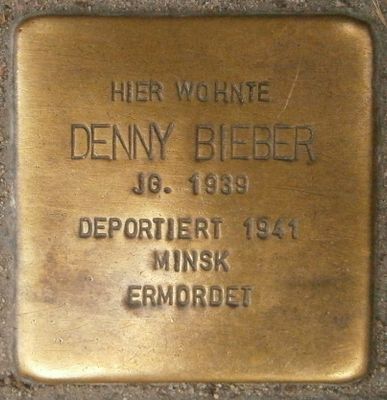 HIER WOHNTE
DENNY BIEBER
JG. 1939
DEPORTIERT 1941
MINSK
ERMORDET